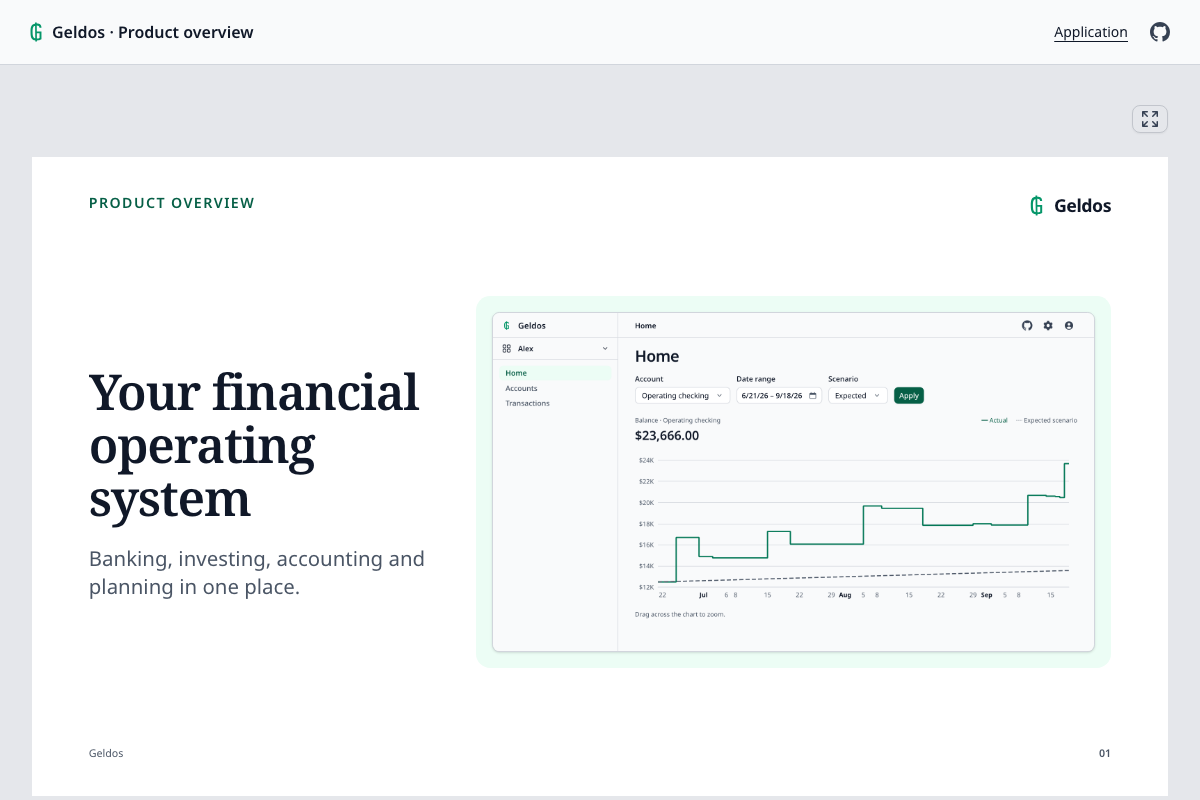 Geldos · Product overview
Application
PRODUCT OVERVIEW
Geldos
Your financial
operating
system
Banking, investing, accounting and
planning in one place.
Geldos
Home
Alex
Home
Accounts
Transactions
Home
Account
Date range
Scenario
Operating checking
6/21/26 – 9/18/26
Expected
Apply
Balance · Operating checking
Actual
Expected scenario
$23,666.00
$24K
$22K
$20K
$18K
$16K
$14K
$12K
22 Jul 6 8 15 22 29 Aug 5 8 15 22 29 Sep 5 8 15
Drag across the chart to zoom.
Geldos
01